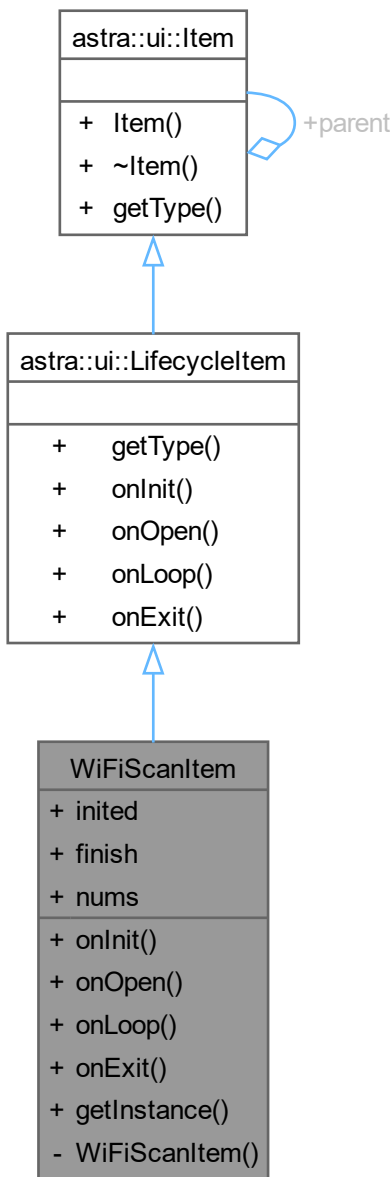 astra::ui::Item
+ Item()
+parent
+ ~Item()
+ getType()
astra::ui::LifecycleItem
+ getType()
+ onInit()
+ onOpen()
+ onLoop()
+ onExit()
WiFiScanItem
+ inited
+ finish
+ nums
+ onInit()
+ onOpen()
+ onLoop()
+ onExit()
+ getInstance()
- WiFiScanItem()